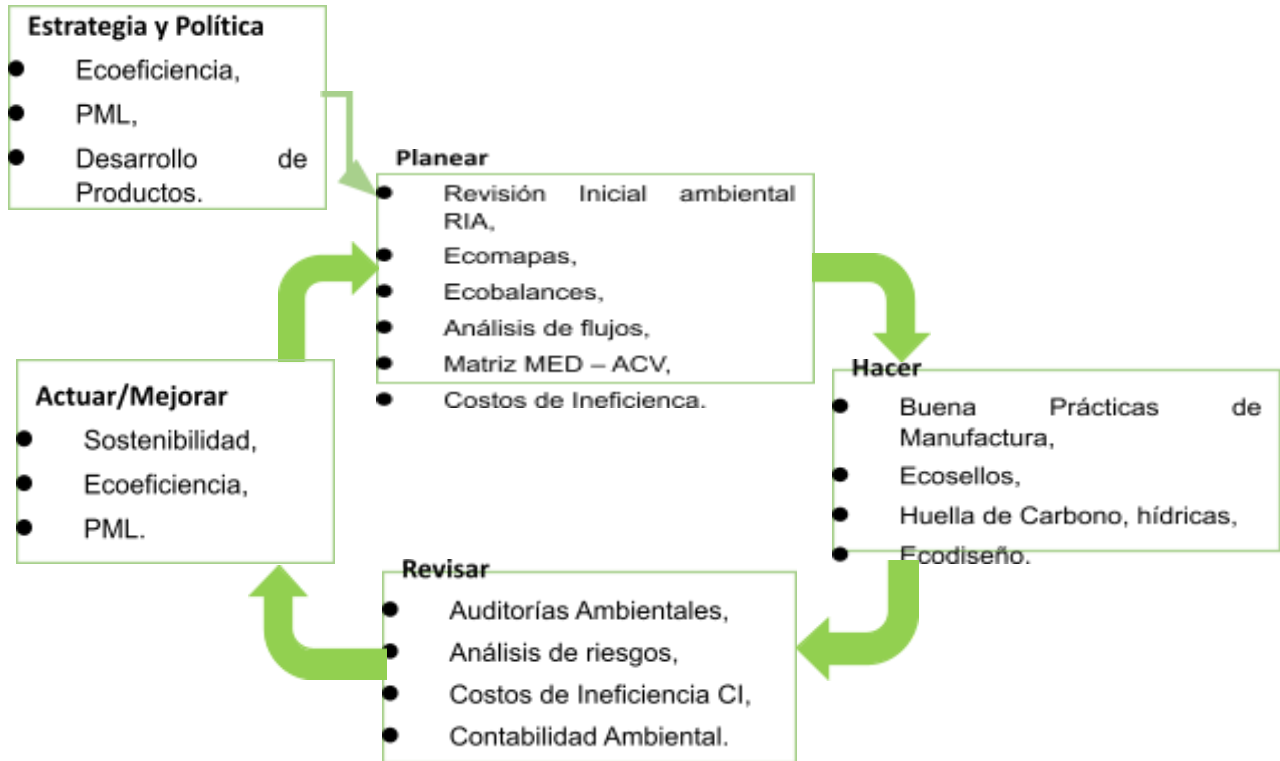 Estrategia y Política
● Ecoeficiencia,
● PML,
● Desarrollo de
Productos.
Planear
● Revisión Inicial ambiental
RIA,
● Ecomapas,
● Ecobalances,
● Análisis de flujos,
● Matriz MED – ACV,
● Costos de Ineficienca.
Hacer
● Buena Prácticas de
Manufactura,
● Ecosellos,
● Huella de Carbono, hídricas,
● Ecodiseño.
Revisar
● Auditorías Ambientales,
● Análisis de riesgos,
● Costos de Ineficiencia CI,
● Contabilidad Ambiental.
Actuar/Mejorar
● Sostenibilidad,
● Ecoeficiencia,
● PML.